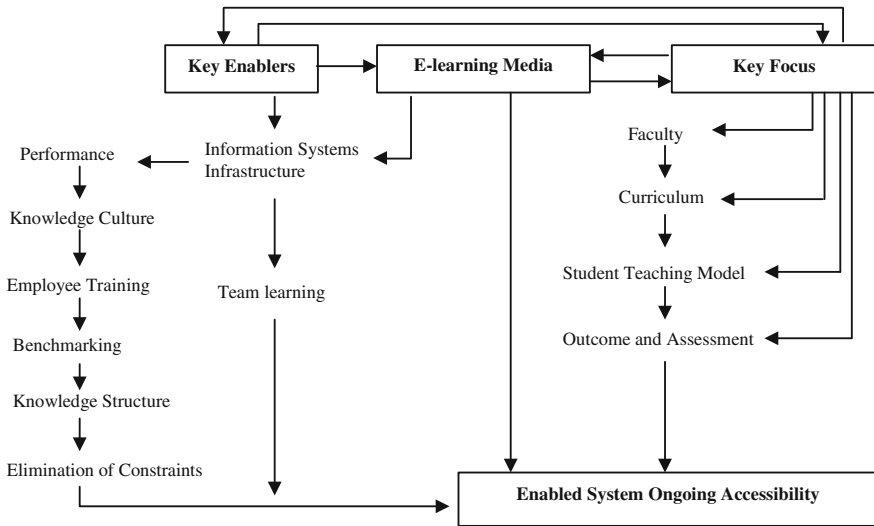 Key Enablers
E-learning Media
Key Focus
Performance
Information Systems
Infrastructure
Faculty
Knowledge Culture
Curriculum
Employee Training
Team learning
Student Teaching Model
Benchmarking
Outcome and Assessment
Knowledge Structure
Elimination of Constraints
Enabled System Ongoing Accessibility